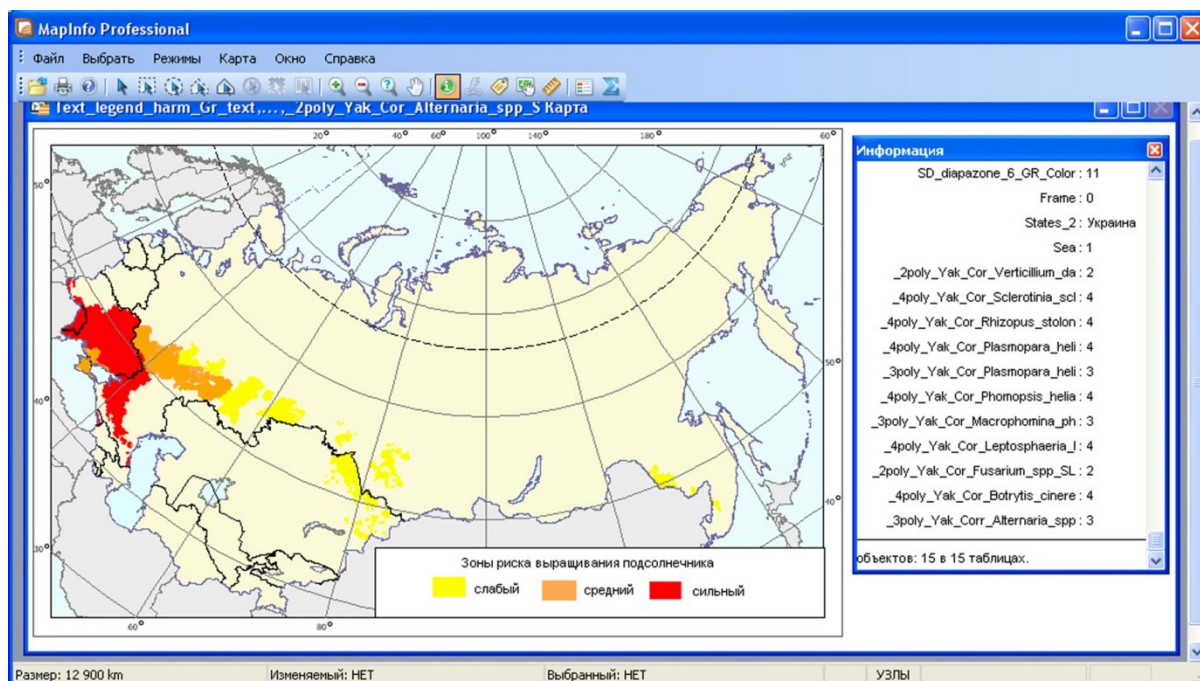 MapInfo Professional
Файл Выбрать Режимы Карта Окно Справка
Text_legend_harm_Gr_text,...,_2poly_Yak_Cor_Alternaria_spp_S Карта
20° 40° 60° 80° 100° 140° 180° 60°
50°
40°
30°
50°
40°
60° 80°
Зоны риска выращивания подсолнечника
слабый средний сильный
Информация
SD_diapazone_6_GR_Color : 11
Frame : 0
States_2 : Украина
Sea : 1
_2poly_Yak_Cor_Verticillium_da : 2
_4poly_Yak_Cor_Sclerotinia_scl : 4
_4poly_Yak_Cor_Rhizopus_stolon : 4
_4poly_Yak_Cor_Plasmopara_heli : 4
_3poly_Yak_Cor_Plasmopara_heli : 3
_4poly_Yak_Cor_Phomopsis_helia : 4
_3poly_Yak_Cor_Macrophomina_ph : 3
_4poly_Yak_Cor_Leptosphaeria_l : 4
_2poly_Yak_Cor_Fusarium_spp_SL : 2
_4poly_Yak_Cor_Botrytis_cinere : 4
_3poly_Yak_Corr_Alternaria_spp : 3
объектов: 15 в 15 таблицах.
Размер: 12 900 km Изменяемый: НЕТ Выбранный: НЕТ УЗЛЫ